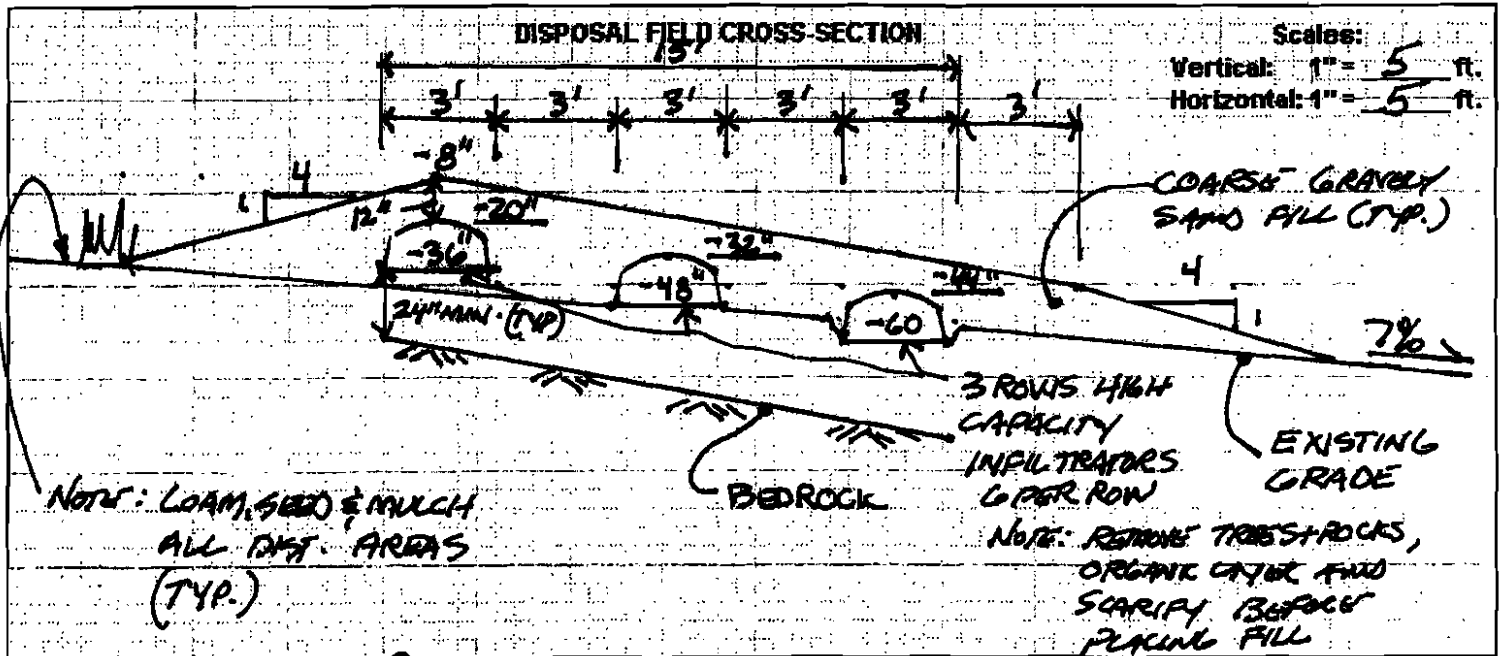 DISPOSAL FIELD CROSS-SECTION
Scales:
Vertical: 1" = 5 ft.
Horizontal: 1" = 5 ft.
15'
3' 3' 3' 3' 3' 3'
-8"
4
1
12"
-20"
-36"
-32"
-48"
-44"
-60
24" MIN. (TYP)
COARSE GRAVELY
SAND FILL (TYP.)
4
1
7%
3 ROWS HIGH
CAPACITY
INFILTRATORS
6 PER ROW
BEDROCK
EXISTING
GRADE
NOTE: LOAM, SEED & MULCH
ALL DIST. AREAS
(TYP.)
NOTE: REMOVE TREES + ROCKS,
ORGANIC LAYER AND
SCARIFY BEFORE
PLACING FILL